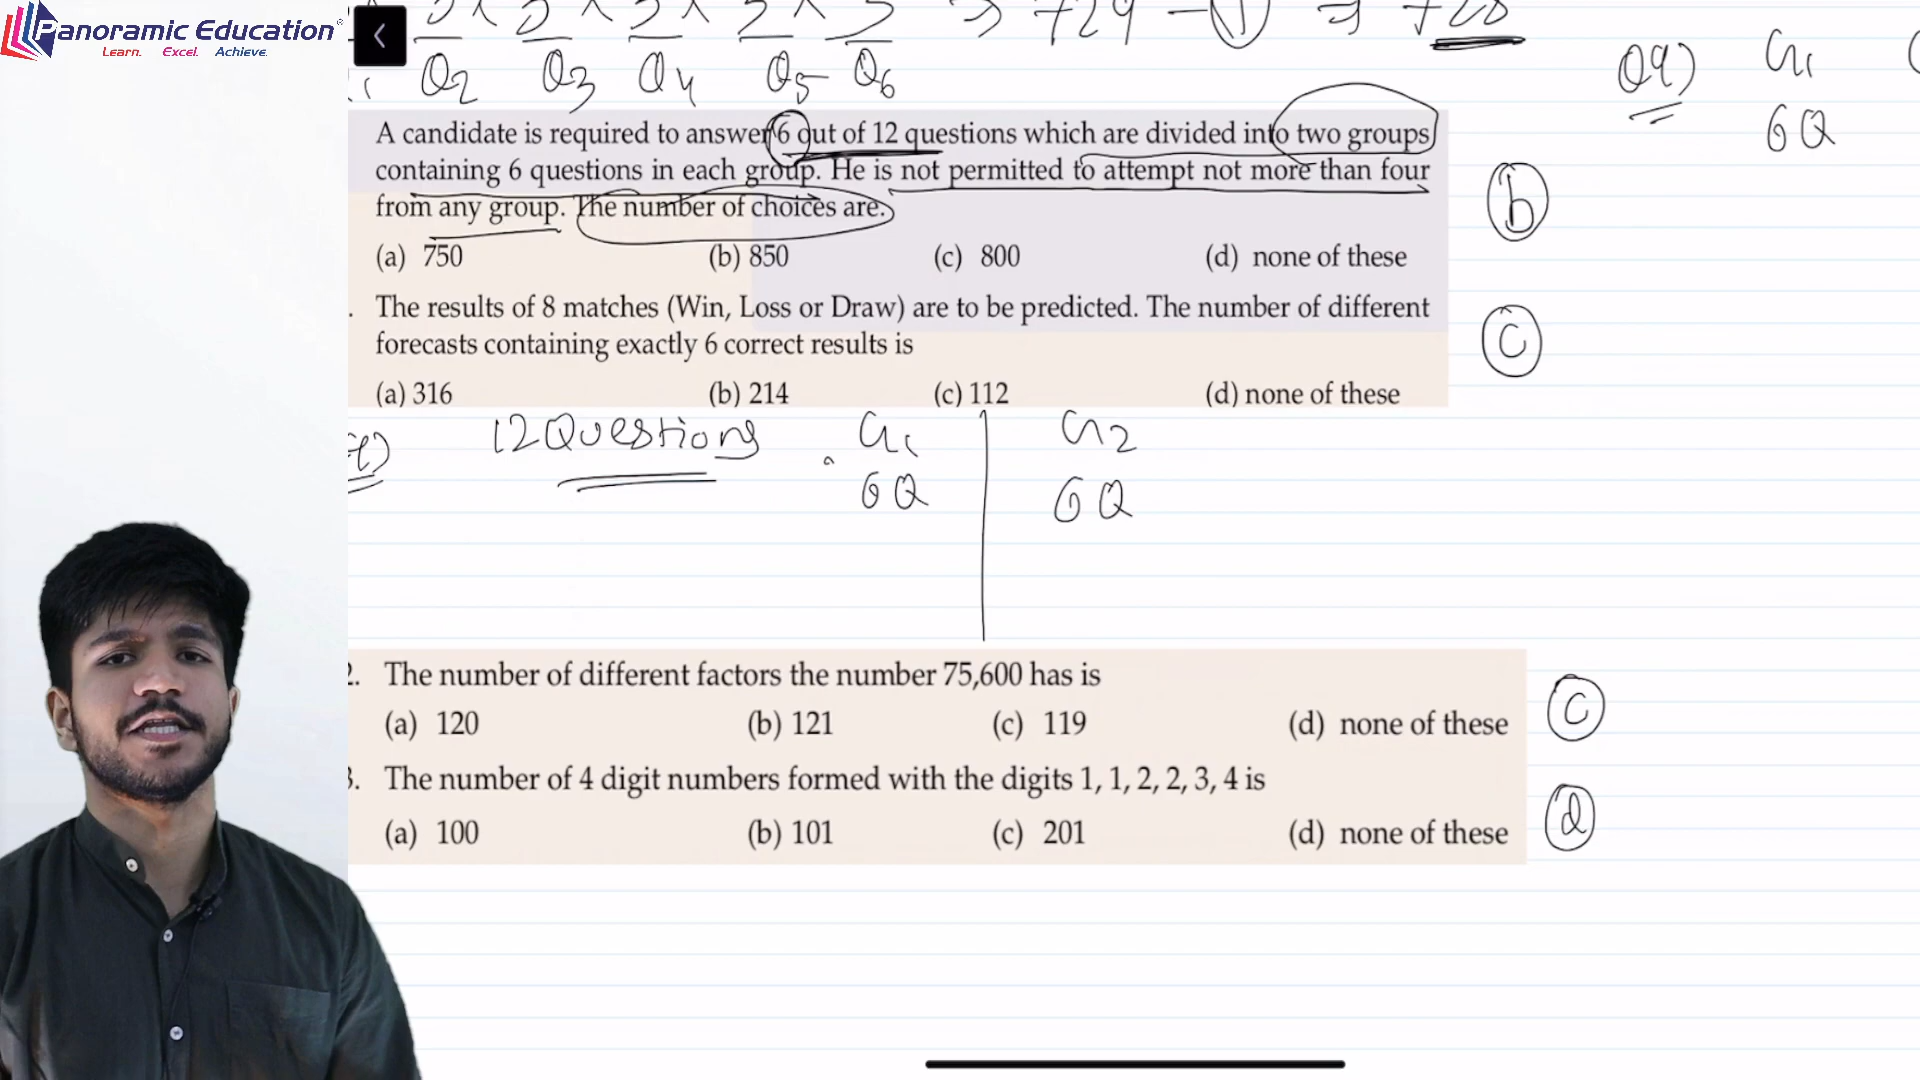 Panoramic Education®
Learn. Excel. Achieve.
⇒ 729 - 1 ⇒ 728
Q2 Q3 Q4 Q5 Q6
Q9) G1
6Q
A candidate is required to answer 6 out of 12 questions which are divided into two groups
containing 6 questions in each group. He is not permitted to attempt not more than four
from any group. The number of choices are.
b
(a) 750 (b) 850 (c) 800 (d) none of these
. The results of 8 matches (Win, Loss or Draw) are to be predicted. The number of different
forecasts containing exactly 6 correct results is
c
(a) 316 (b) 214 (c) 112 (d) none of these
12 Questions G1 G2
6Q 6Q
2. The number of different factors the number 75,600 has is
(a) 120 (b) 121 (c) 119 (d) none of these
c
3. The number of 4 digit numbers formed with the digits 1, 1, 2, 2, 3, 4 is
(a) 100 (b) 101 (c) 201 (d) none of these
d